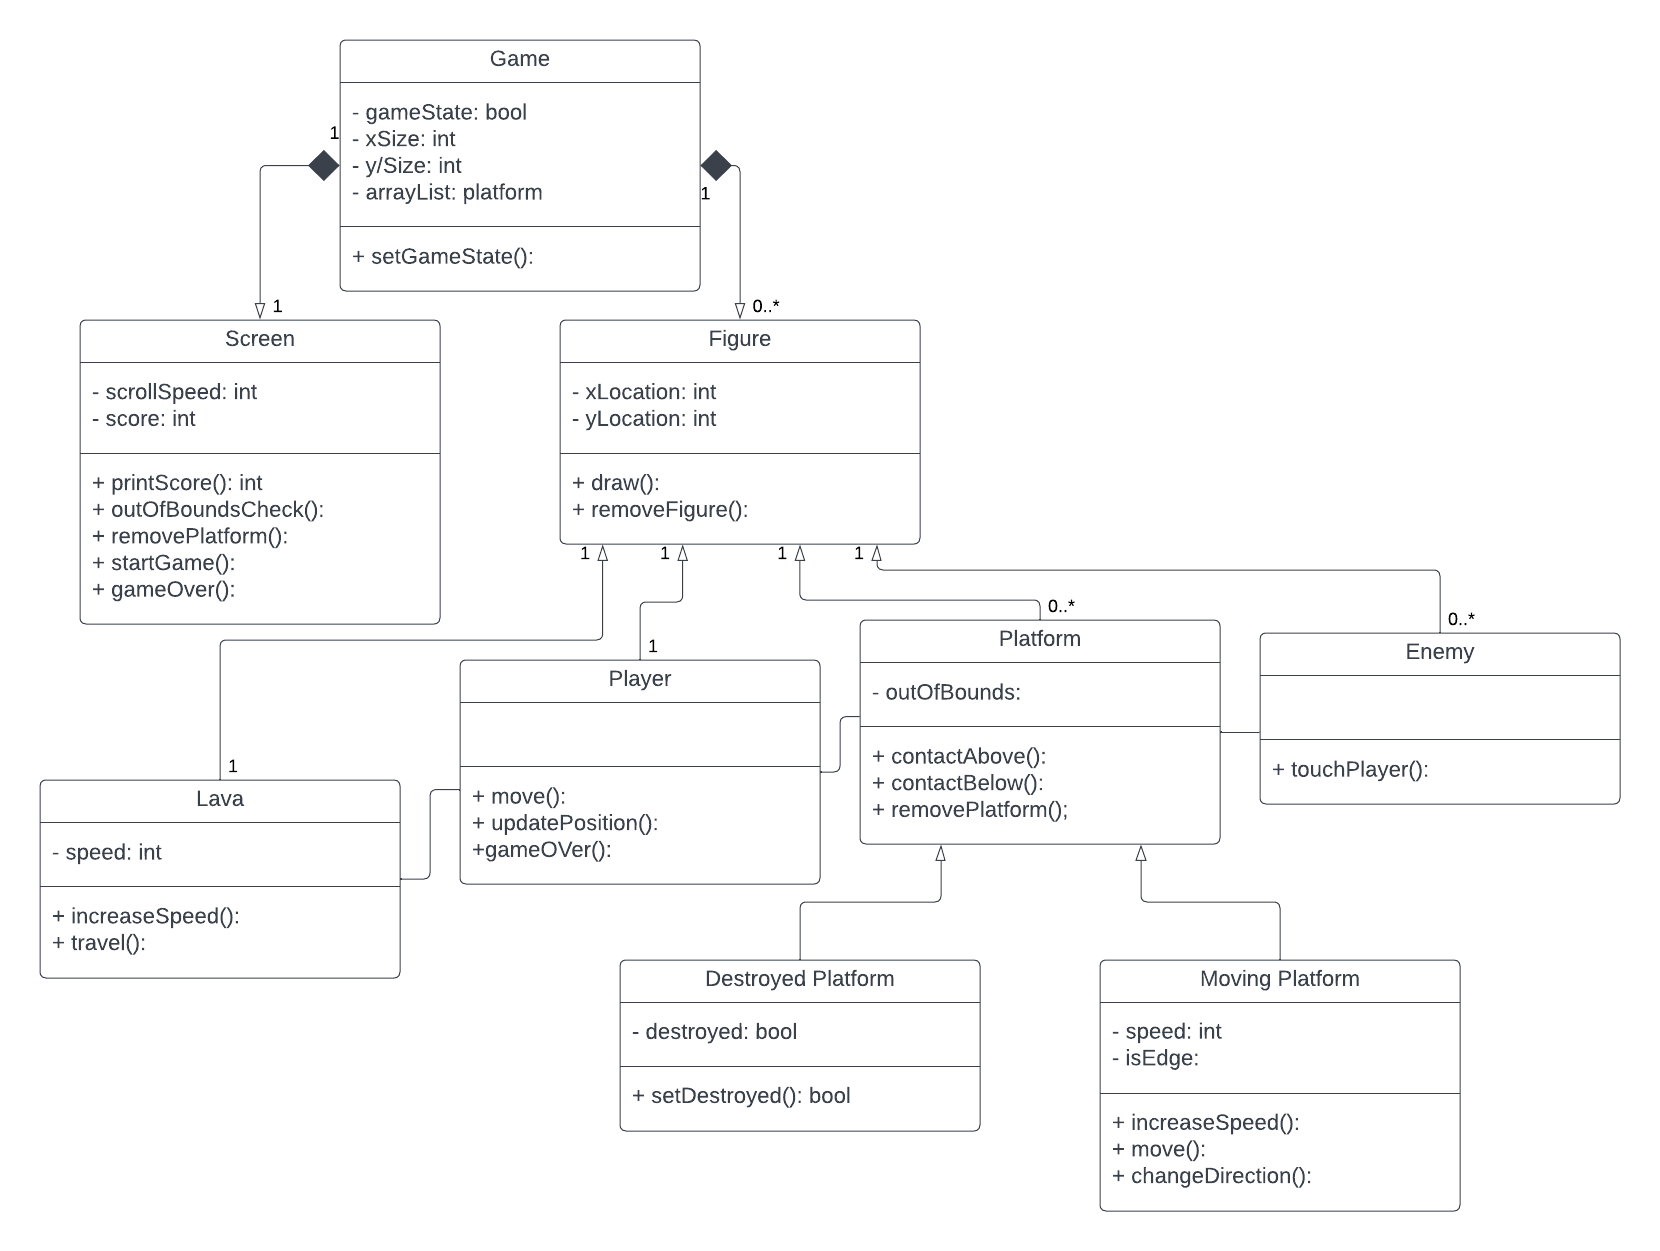 Game
- gameState: bool
- xSize: int
- y/Size: int
- arrayList: platform
+ setGameState():
1
1
1
0..*
Screen
- scrollSpeed: int
- score: int
+ printScore(): int
+ outOfBoundsCheck():
+ removePlatform():
+ startGame():
+ gameOver():
Figure
- xLocation: int
- yLocation: int
+ draw():
+ removeFigure():
1
1
1
1
1
1
0..*
0..*
Lava
- speed: int
+ increaseSpeed():
+ travel():
Player
+ move():
+ updatePosition():
+gameOVer():
Platform
- outOfBounds:
+ contactAbove():
+ contactBelow():
+ removePlatform();
Enemy
+ touchPlayer():
Destroyed Platform
- destroyed: bool
+ setDestroyed(): bool
Moving Platform
- speed: int
- isEdge:
+ increaseSpeed():
+ move():
+ changeDirection():